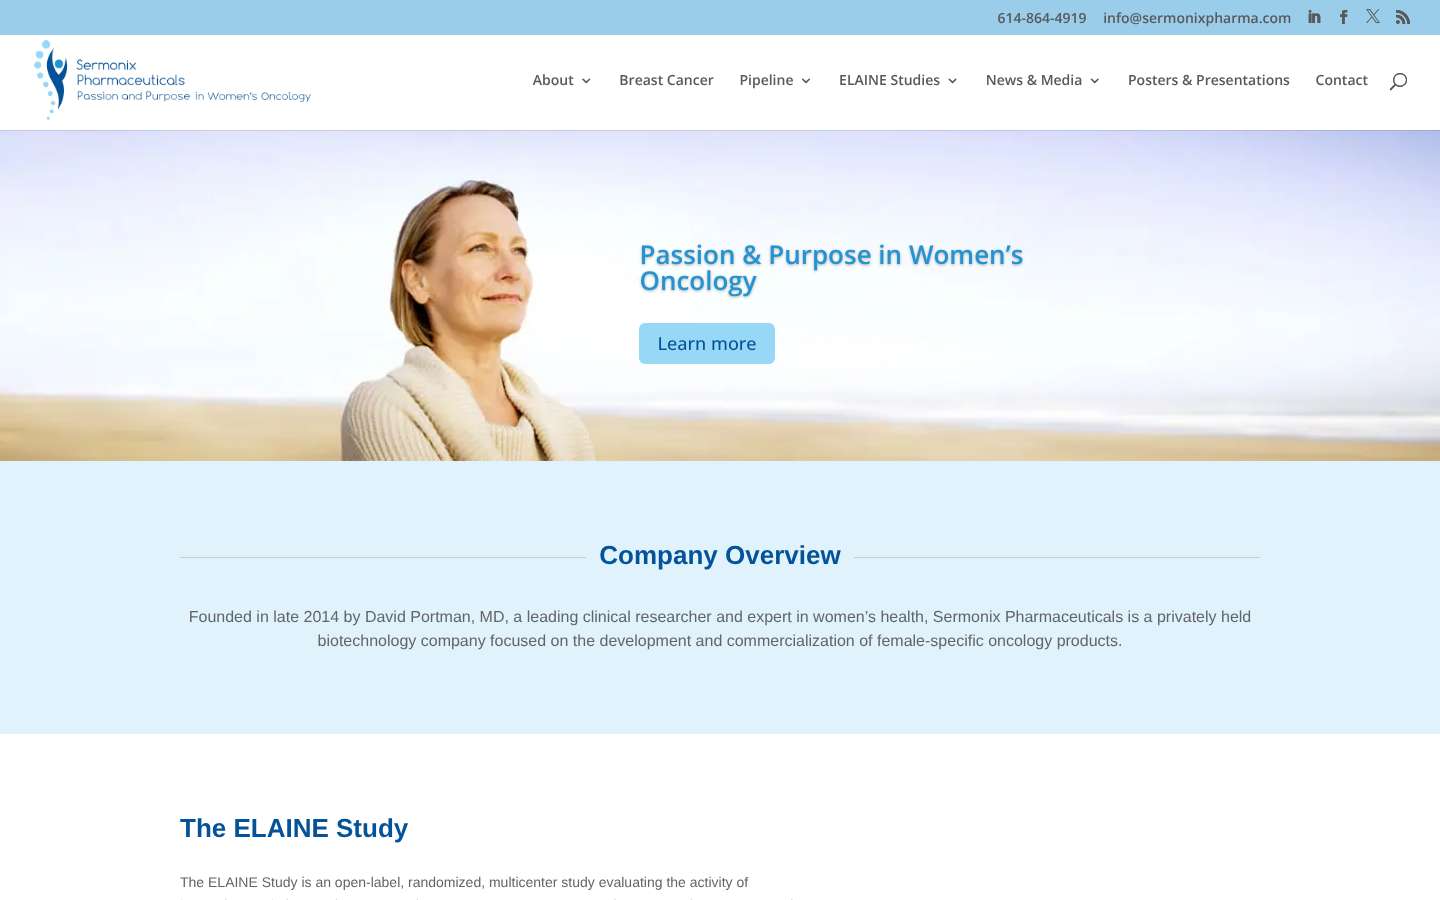 614-864-4919 info@sermonixpharma.com
Sermonix
Pharmaceuticals
Passion and Purpose in Women's Oncology
About Breast Cancer Pipeline ELAINE Studies News & Media Posters & Presentations Contact
Passion & Purpose in Women’s
Oncology
Learn more
Company Overview
Founded in late 2014 by David Portman, MD, a leading clinical researcher and expert in women’s health, Sermonix Pharmaceuticals is a privately held
biotechnology company focused on the development and commercialization of female-specific oncology products.
The ELAINE Study
The ELAINE Study is an open-label, randomized, multicenter study evaluating the activity of